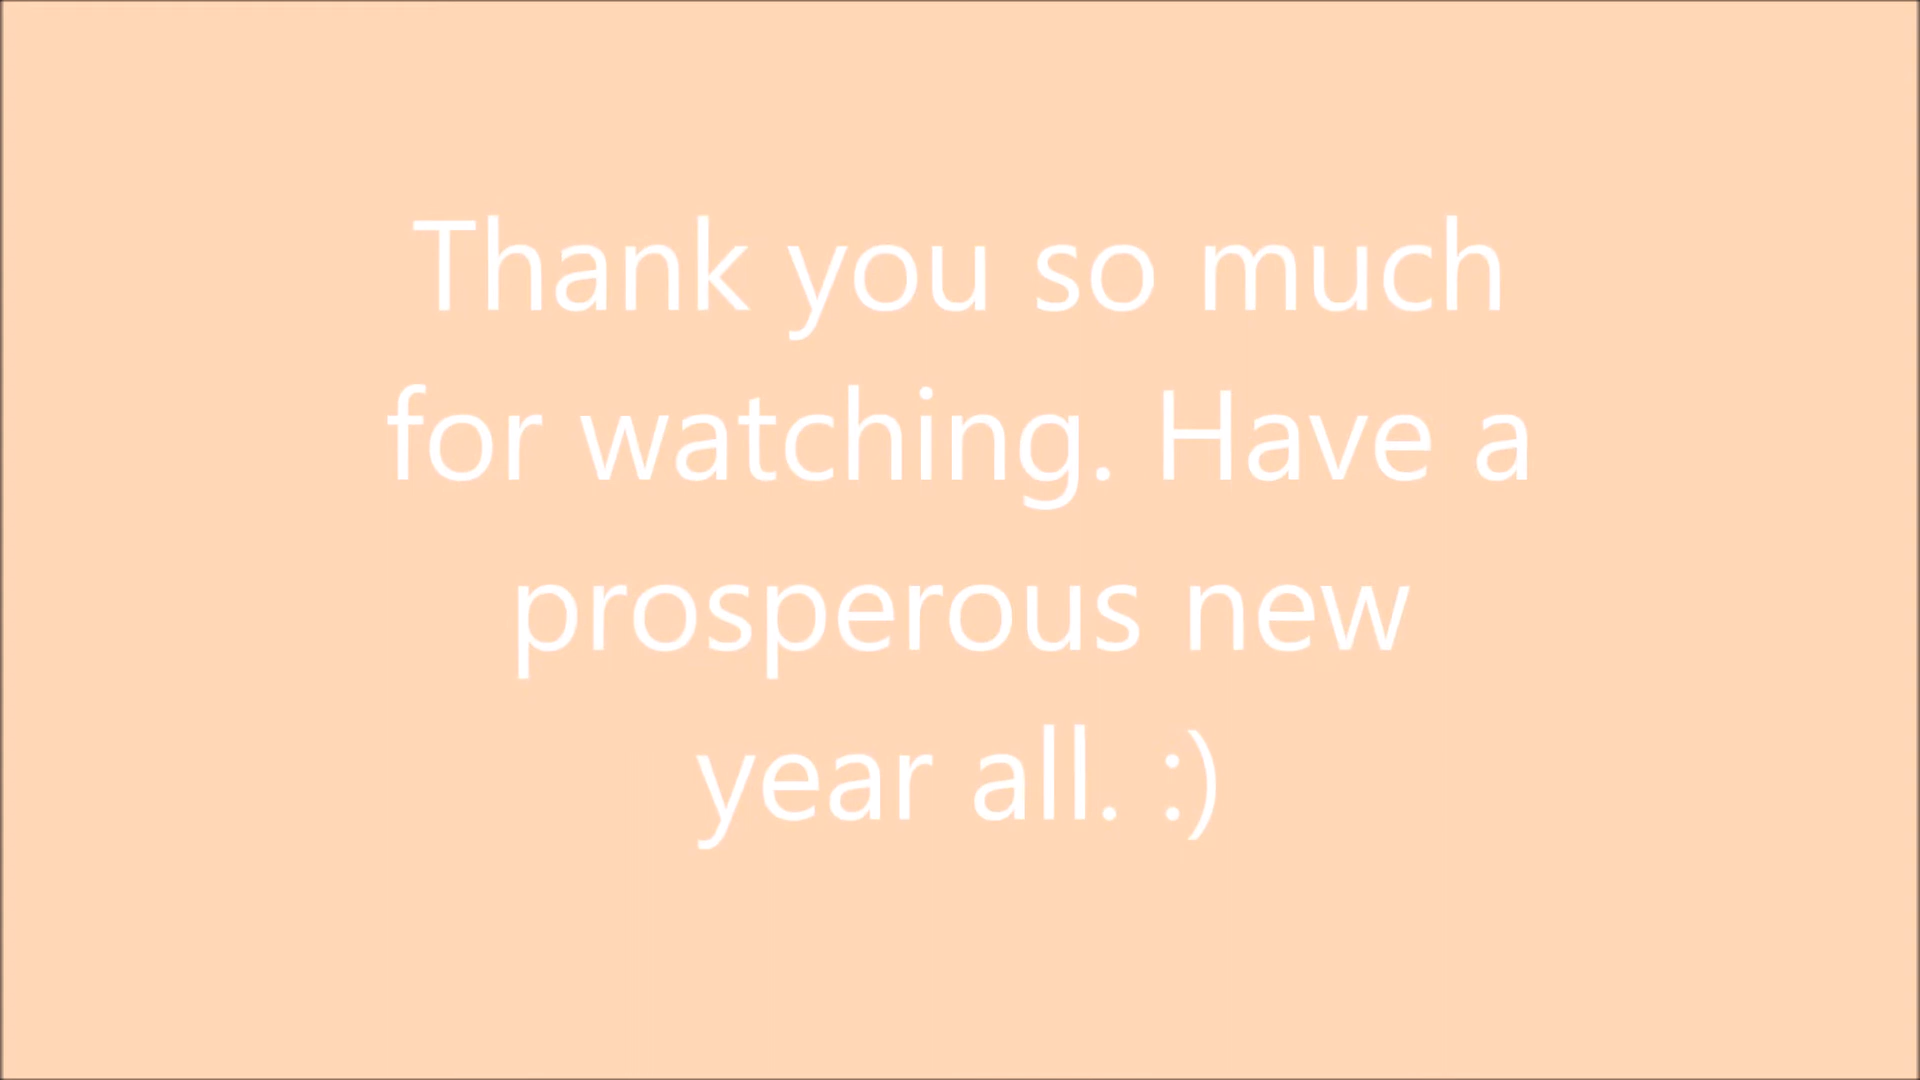 Thank you so much
for watching. Have a
prosperous new
year all. :)